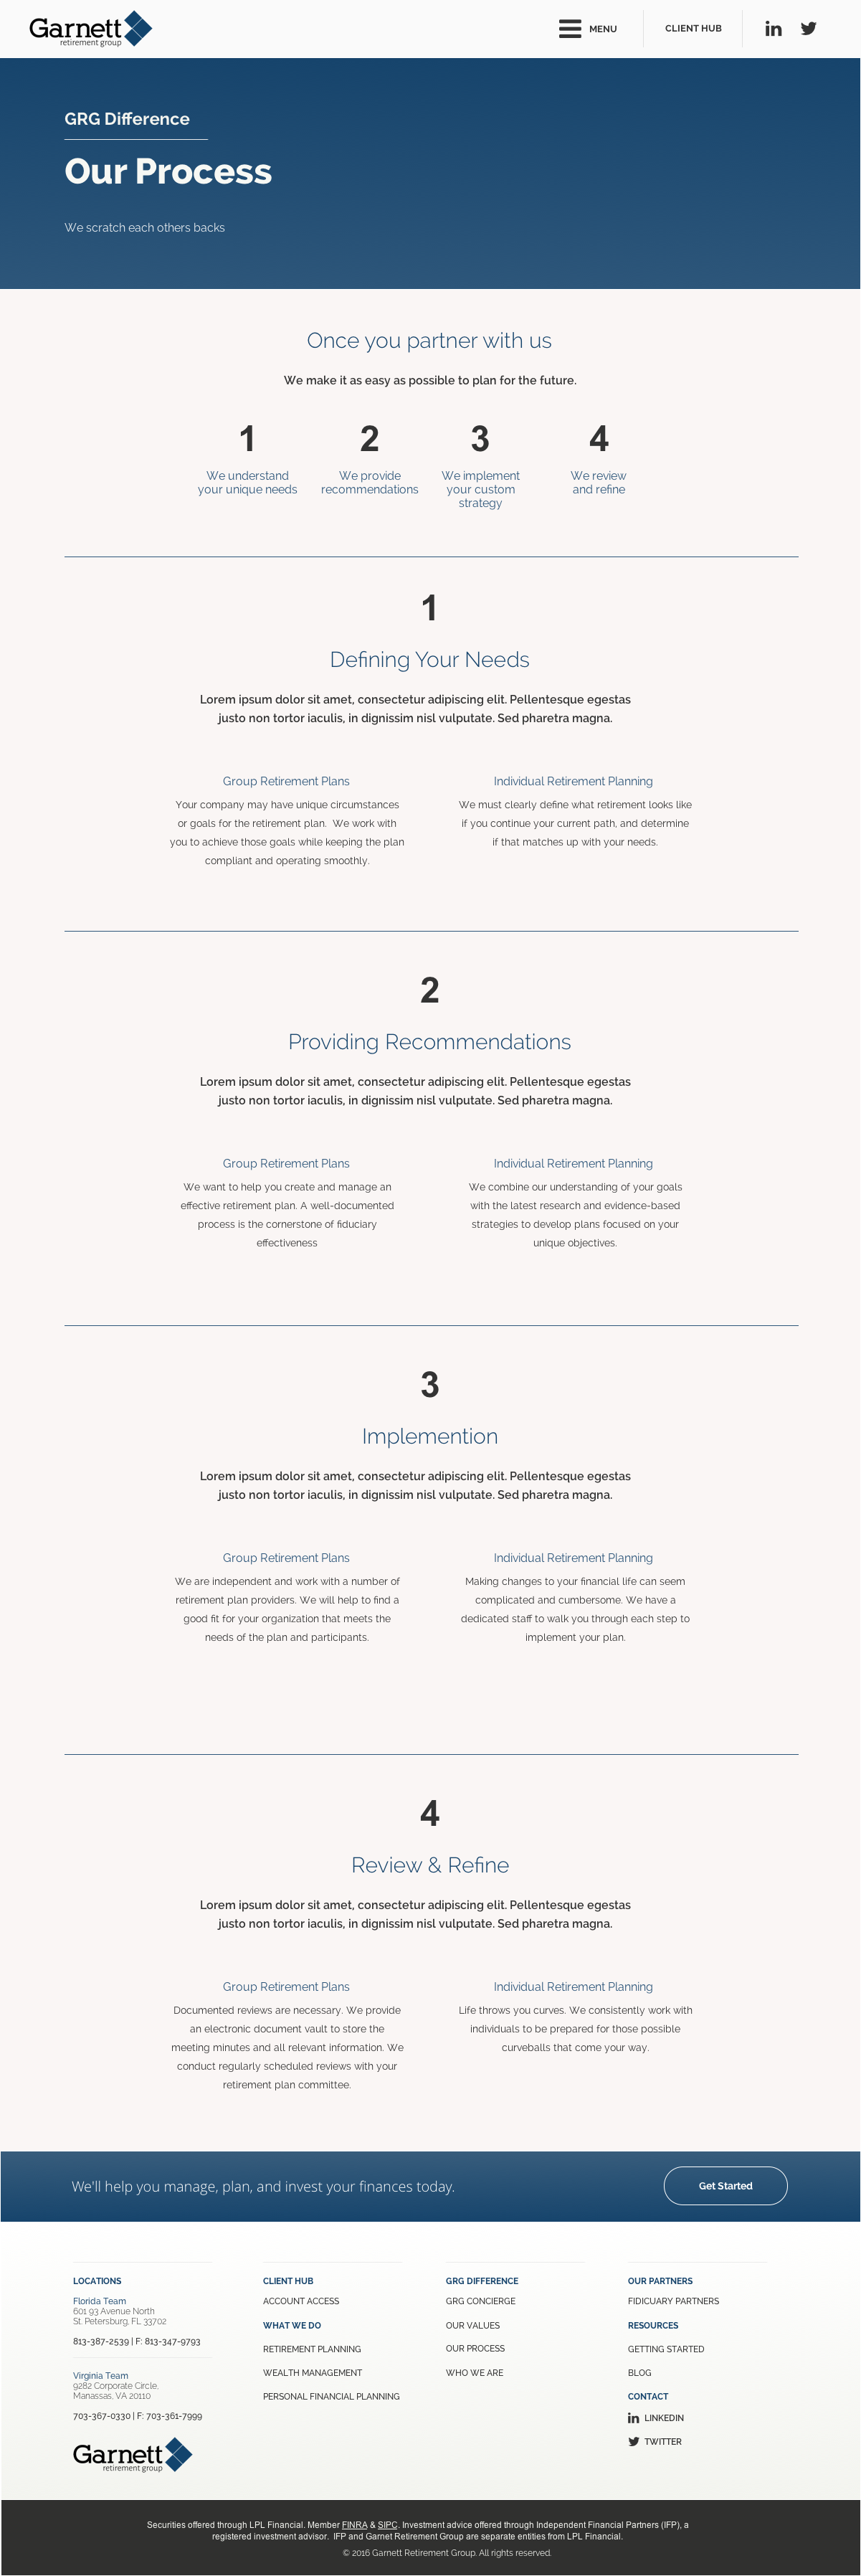 Garnett
retirement group
MENU
CLIENT HUB
GRG Difference
Our Process
We scratch each others backs
Once you partner with us
We make it as easy as possible to plan for the future.
1
We understand
your unique needs
2
We provide
recommendations
3
We implement
your custom
strategy
4
We review
and refine
1
Defining Your Needs
Lorem ipsum dolor sit amet, consectetur adipiscing elit. Pellentesque egestas
justo non tortor iaculis, in dignissim nisl vulputate. Sed pharetra magna.
Group Retirement Plans
Your company may have unique circumstances
or goals for the retirement plan. We work with
you to achieve those goals while keeping the plan
compliant and operating smoothly.
Individual Retirement Planning
We must clearly define what retirement looks like
if you continue your current path, and determine
if that matches up with your needs.
2
Providing Recommendations
Lorem ipsum dolor sit amet, consectetur adipiscing elit. Pellentesque egestas
justo non tortor iaculis, in dignissim nisl vulputate. Sed pharetra magna.
Group Retirement Plans
We want to help you create and manage an
effective retirement plan. A well-documented
process is the cornerstone of fiduciary
effectiveness
Individual Retirement Planning
We combine our understanding of your goals
with the latest research and evidence-based
strategies to develop plans focused on your
unique objectives.
3
Implemention
Lorem ipsum dolor sit amet, consectetur adipiscing elit. Pellentesque egestas
justo non tortor iaculis, in dignissim nisl vulputate. Sed pharetra magna.
Group Retirement Plans
We are independent and work with a number of
retirement plan providers. We will help to find a
good fit for your organization that meets the
needs of the plan and participants.
Individual Retirement Planning
Making changes to your financial life can seem
complicated and cumbersome. We have a
dedicated staff to walk you through each step to
implement your plan.
4
Review & Refine
Lorem ipsum dolor sit amet, consectetur adipiscing elit. Pellentesque egestas
justo non tortor iaculis, in dignissim nisl vulputate. Sed pharetra magna.
Group Retirement Plans
Documented reviews are necessary. We provide
an electronic document vault to store the
meeting minutes and all relevant information. We
conduct regularly scheduled reviews with your
retirement plan committee.
Individual Retirement Planning
Life throws you curves. We consistently work with
individuals to be prepared for those possible
curveballs that come your way.
We'll help you manage, plan, and invest your finances today.
Get Started
LOCATIONS
Florida Team
601 93 Avenue North
St. Petersburg, FL 33702
813-387-2539 | F: 813-347-9793
Virginia Team
9282 Corporate Circle,
Manassas, VA 20110
703-367-0330 | F: 703-361-7999
Garnett
retirement group
CLIENT HUB
ACCOUNT ACCESS
WHAT WE DO
RETIREMENT PLANNING
WEALTH MANAGEMENT
PERSONAL FINANCIAL PLANNING
GRG DIFFERENCE
GRG CONCIERGE
OUR VALUES
OUR PROCESS
WHO WE ARE
OUR PARTNERS
FIDICUARY PARTNERS
RESOURCES
GETTING STARTED
BLOG
CONTACT
in LINKEDIN
TWITTER
Securities offered through LPL Financial. Member FINRA & SIPC. Investment advice offered through Independent Financial Partners (IFP), a
registered investment advisor. IFP and Garnet Retirement Group are separate entities from LPL Financial.
© 2016 Garnett Retirement Group. All rights reserved.